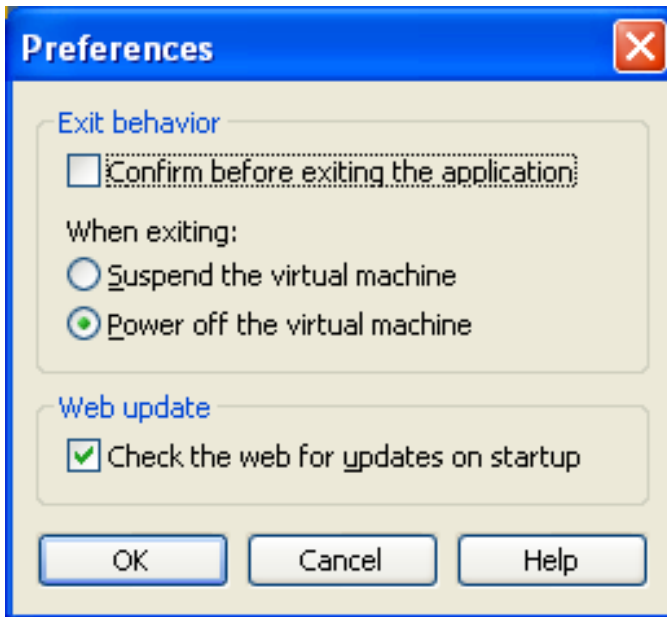 Preferences
Exit behavior
Confirm before exiting the application
When exiting:
Suspend the virtual machine
Power off the virtual machine
Web update
Check the web for updates on startup
OK Cancel Help